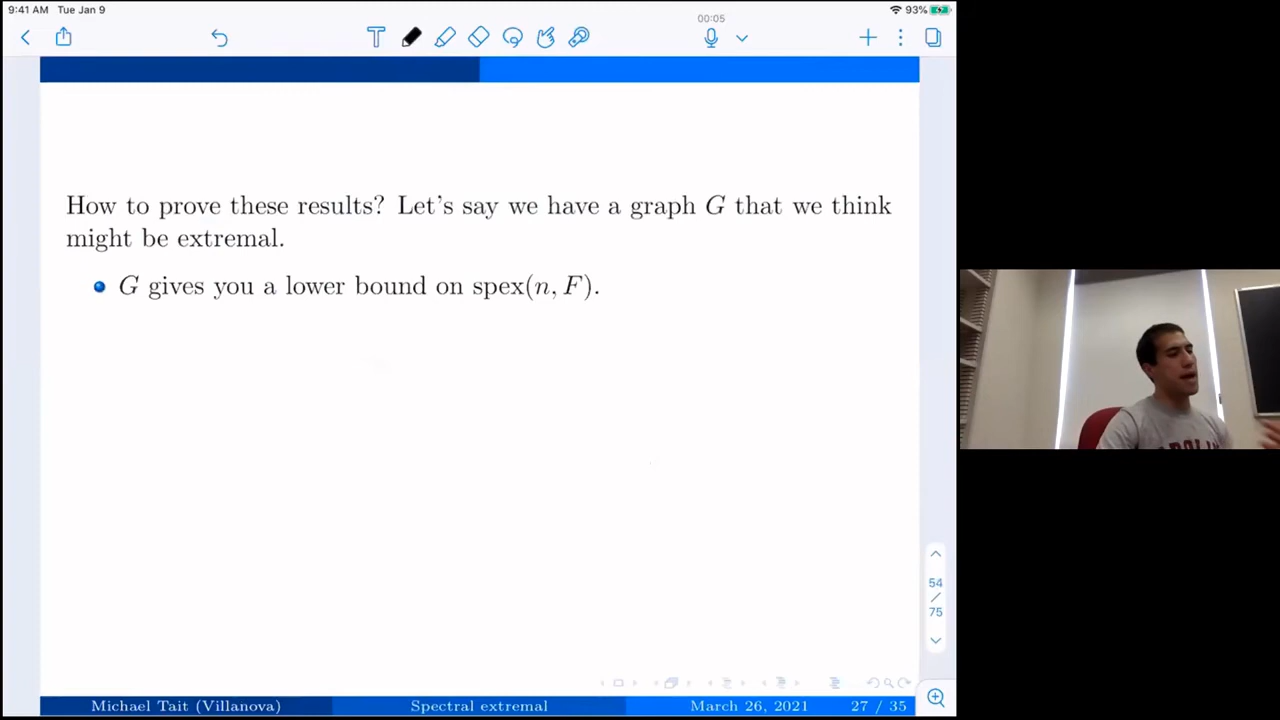 9:41 AM Tue Jan 9
93%
00:05
How to prove these results? Let's say we have a graph G that we think
might be extremal.
G gives you a lower bound on spex(n, F).
54
/
75
Michael Tait (Villanova) Spectral extremal March 26, 2021 27 / 35